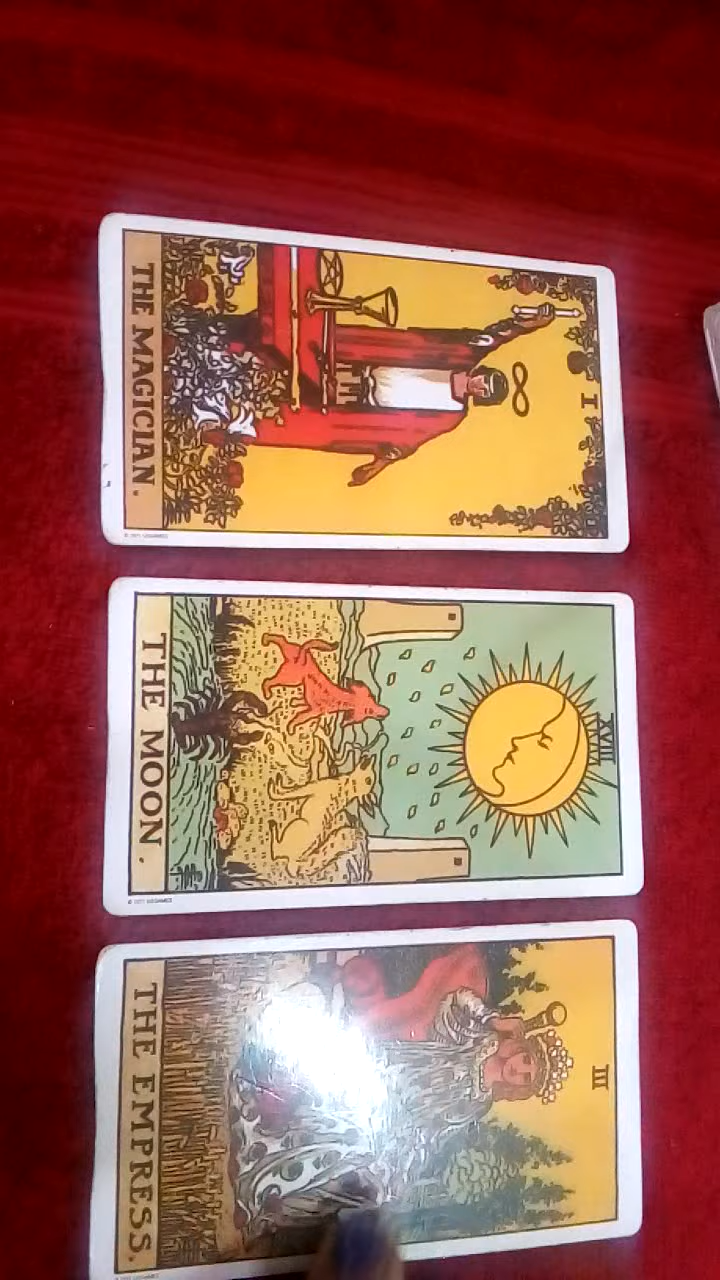 I
THE MAGICIAN.
XVIII
THE MOON.
III
THE EMPRESS.